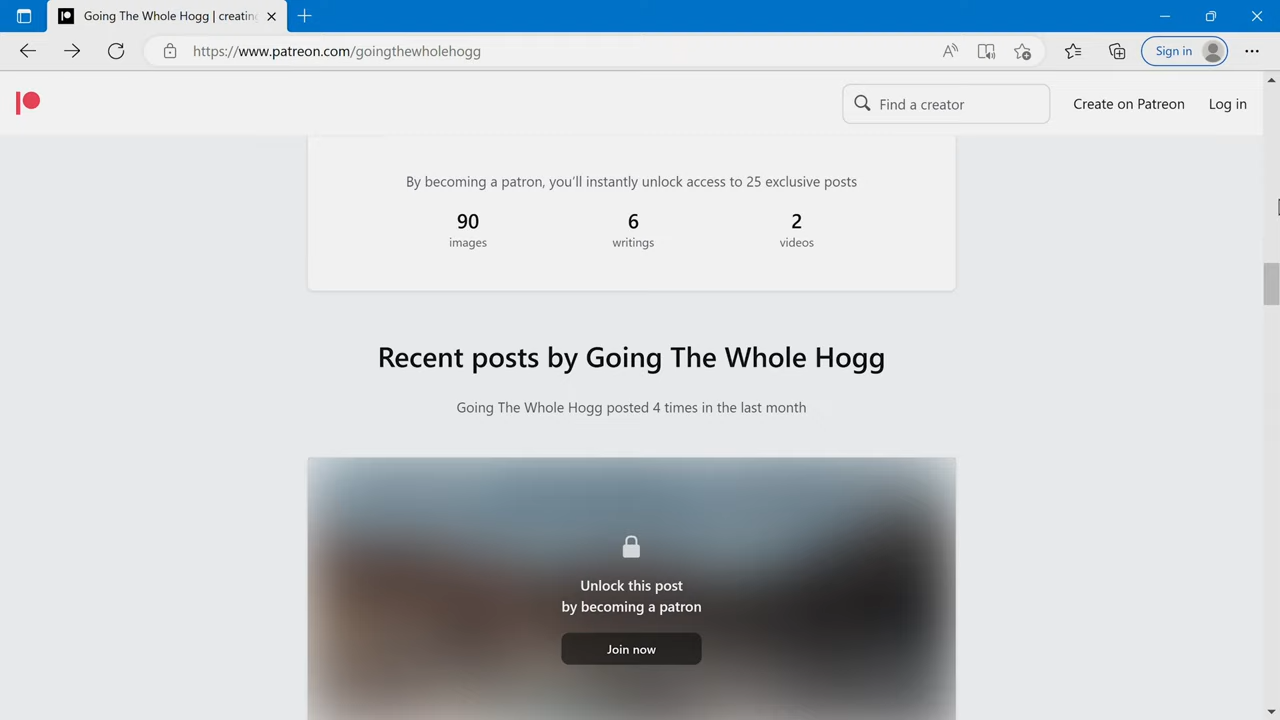 Going The Whole Hogg | creating
https://www.patreon.com/goingthewholehogg
Sign in
Find a creator
Create on Patreon
Log in
By becoming a patron, you'll instantly unlock access to 25 exclusive posts
90
images
6
writings
2
videos
Recent posts by Going The Whole Hogg
Going The Whole Hogg posted 4 times in the last month
Unlock this post
by becoming a patron
Join now